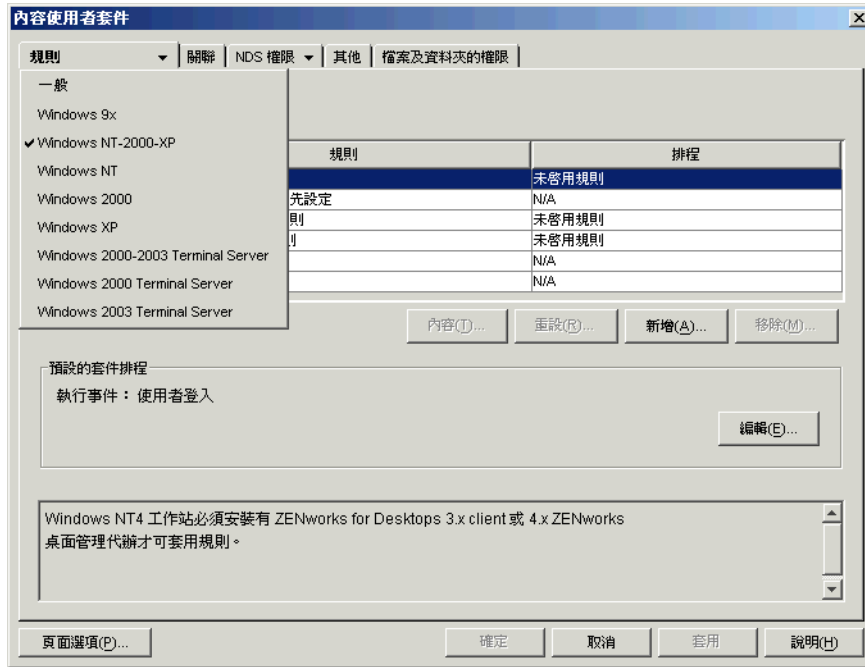 內容使用者套件
規則 關聯 NDS 權限 其他 檔案及資料夾的權限
一般
Windows 9x
Windows NT-2000-XP
Windows NT
Windows 2000
Windows XP
Windows 2000-2003 Terminal Server
Windows 2000 Terminal Server
Windows 2003 Terminal Server
規則 排程
未啓用規則
先設定 N/A
則 未啓用規則
未啓用規則
N/A
N/A
內容(T)... 重設(R)... 新增(A)... 移除(M)...
預設的套件排程
執行事件： 使用者登入
編輯(E)...
Windows NT4 工作站必須安裝有 ZENworks for Desktops 3.x client 或 4.x ZENworks
桌面管理代辦才可套用規則。
頁面選項(P)... 確定 取消 套用 說明(H)